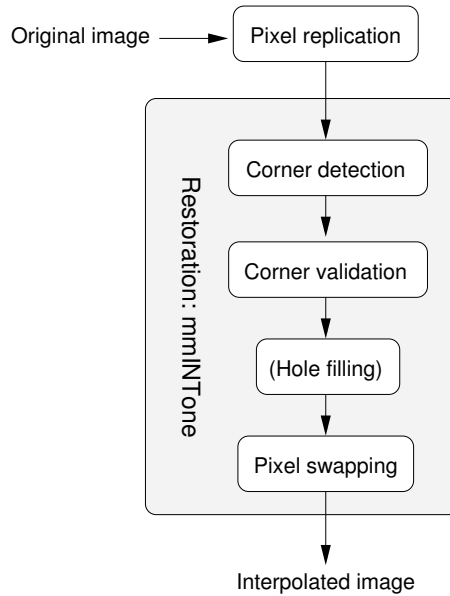 Original image
Pixel replication
Restoration: mmINTone
Corner detection
Corner validation
(Hole filling)
Pixel swapping
Interpolated image